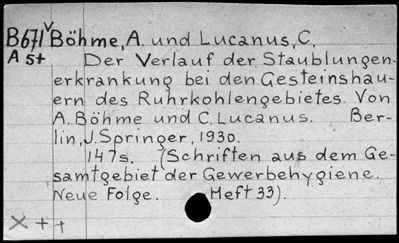 B671 Böhme, A. und Lucanus, C.
A5t Der Verlauf der Staublungen-
erkrankung bei den Gesteinshau-
ern des Ruhrkohlengebietes. Von
A. Böhme und C. Lucanus. Ber-
lin, J. Springer, 1930.
147s. (Schriften aus dem Ge-
samtgebiet der Gewerbehygiene.
Neue Folge. Heft 33).
X + +